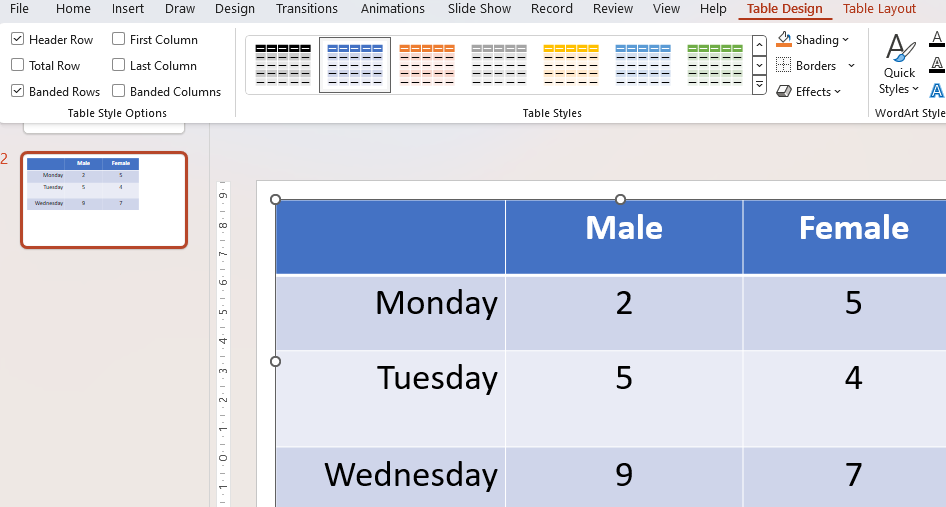 File Home Insert Draw Design Transitions Animations Slide Show Record Review View Help Table Design Table Layout
Header Row First Column
Total Row Last Column
Banded Rows Banded Columns
Table Style Options
Table Styles
Shading
Borders
Effects
Quick
Styles
WordArt Style
A
A
A
A
2
Male Female
Monday 2 5
Tuesday 5 4
Wednesday 9 7
9
8
7
6
5
4
3
2
1
0
1
Male Female
Monday 2 5
Tuesday 5 4
Wednesday 9 7